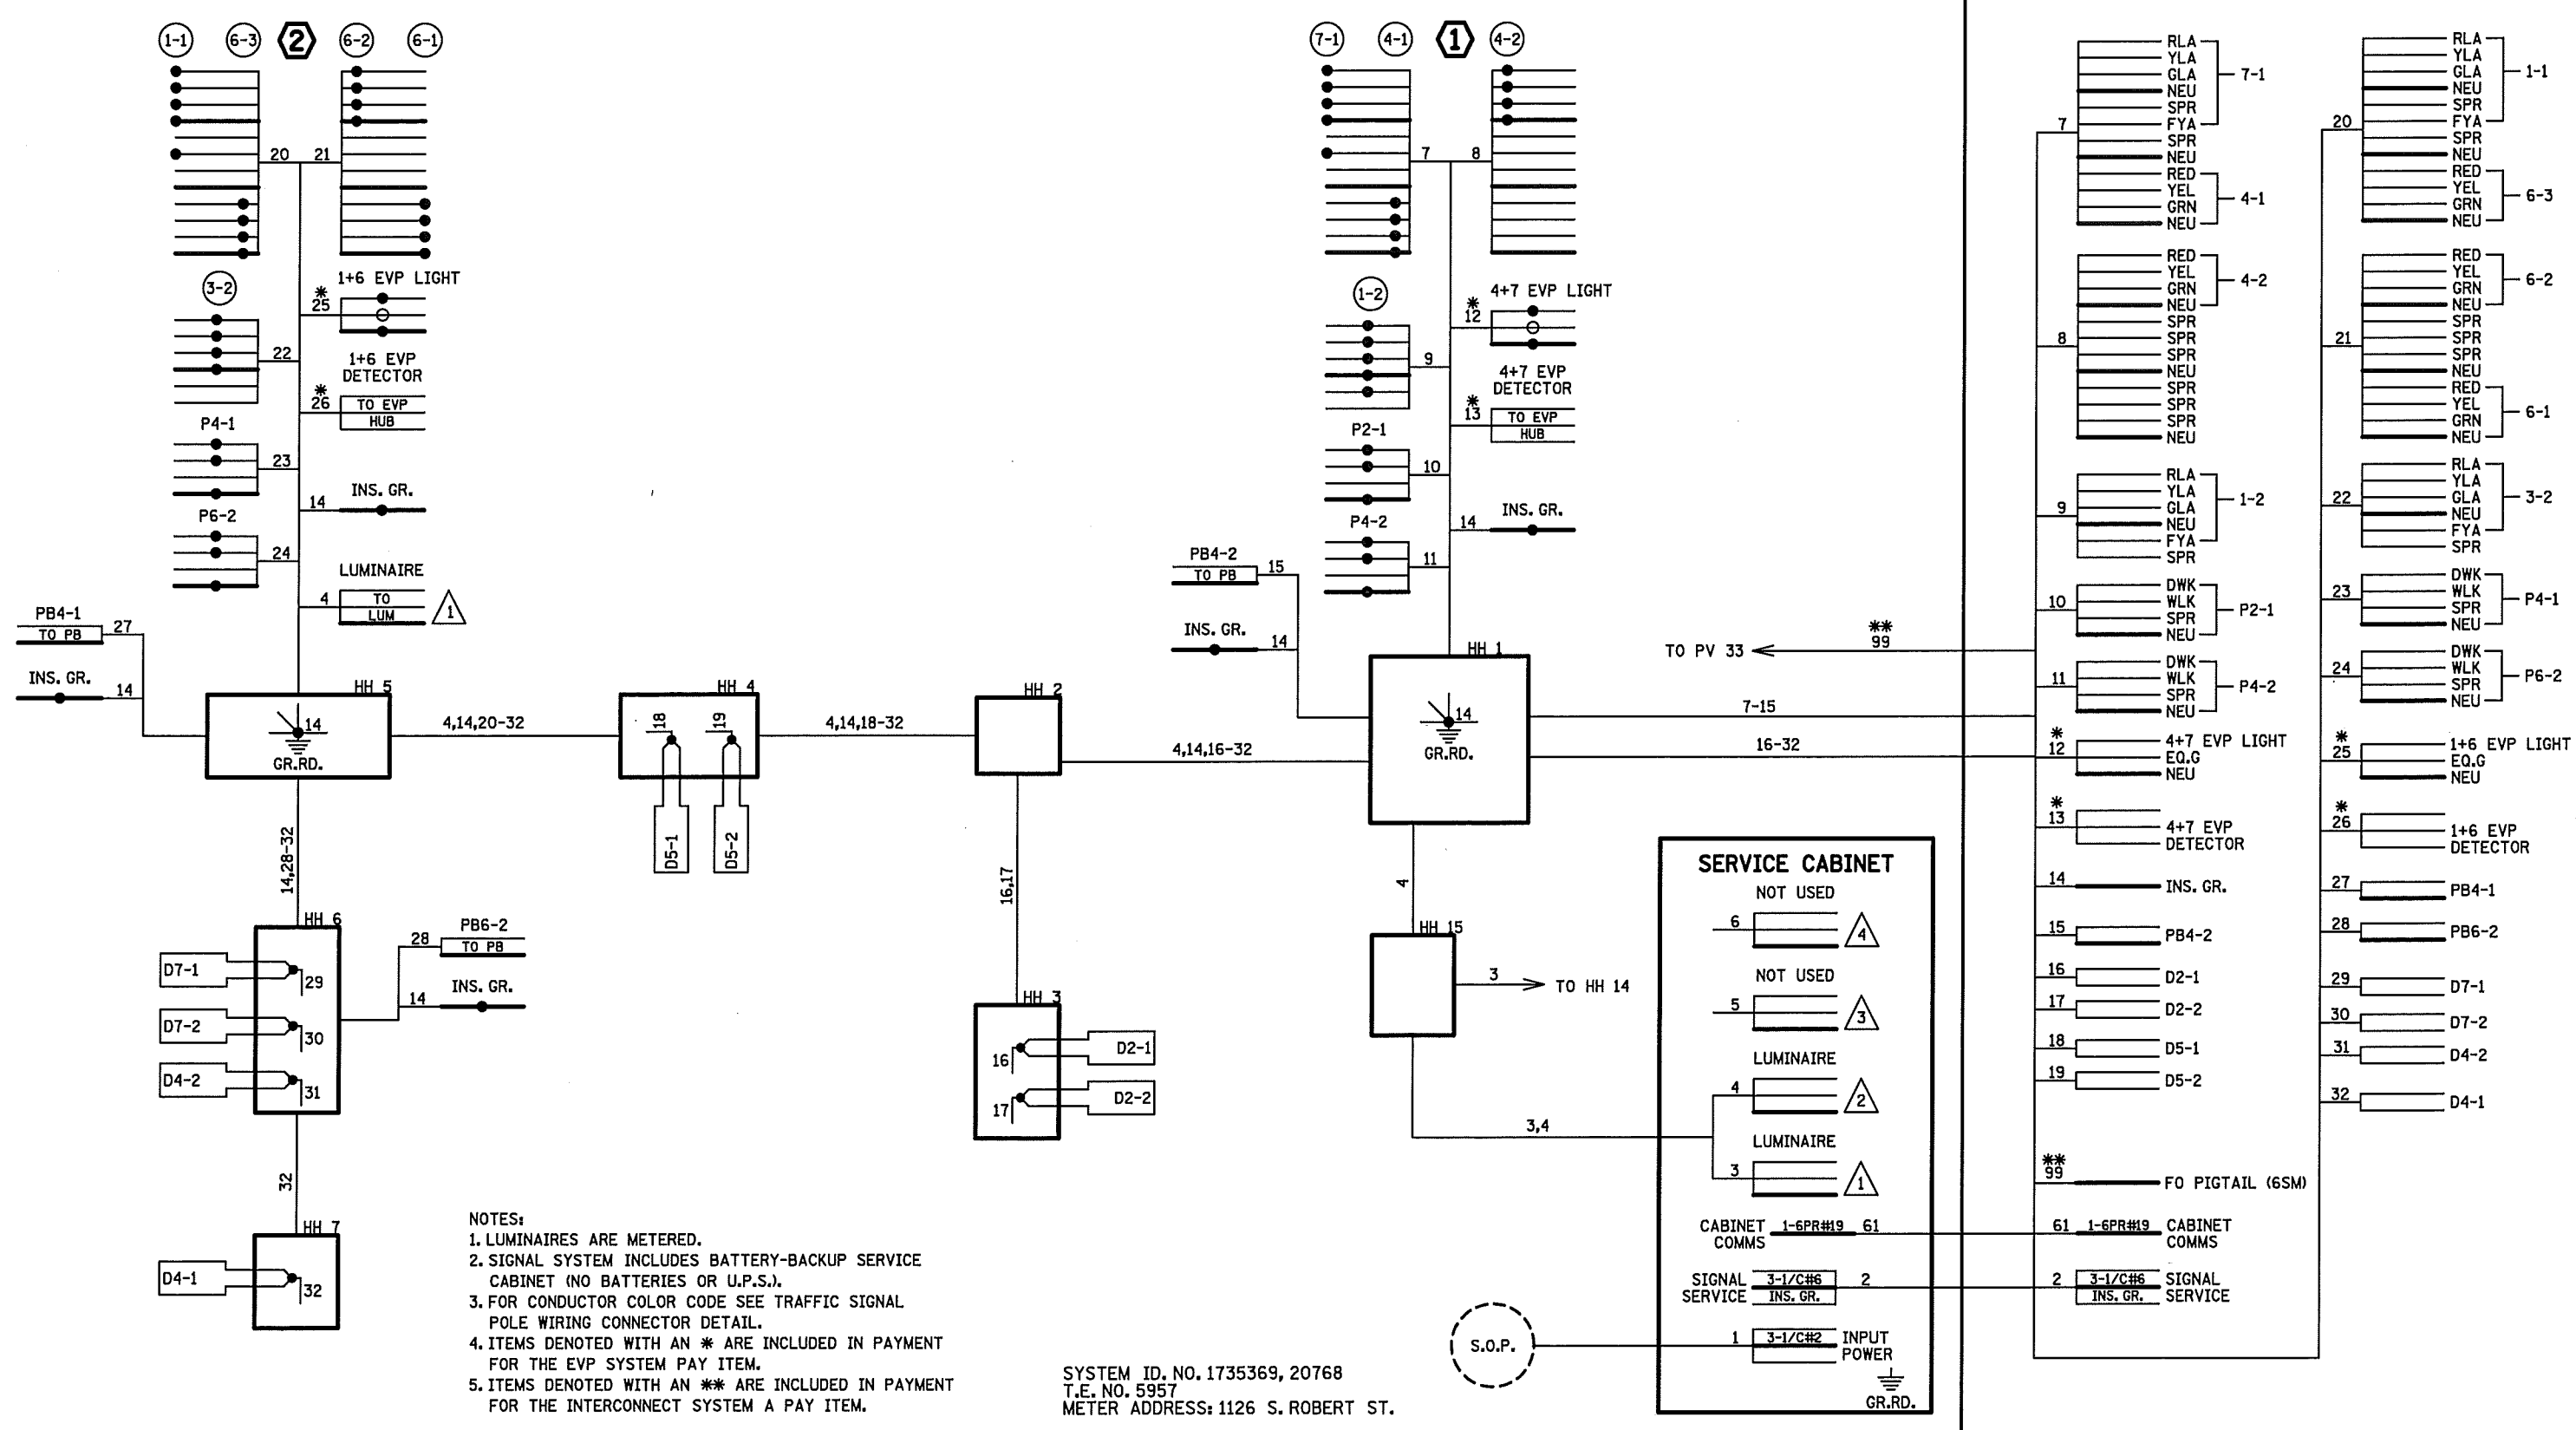 1-1 6-3 2 6-2 6-1
20 21
3-2
1+6 EVP LIGHT
*
25
22
1+6 EVP
DETECTOR
*
26
TO EVP
HUB
P4-1
23
INS. GR.
14
P6-2
24
LUMINAIRE
4
TO
LUM
1
PB4-1
TO PB
27
INS. GR.
14
HH 5
14
GR.RD.
4,14,20-32
HH 4
18
19
D5-1
D5-2
4,14,18-32
HH 2
4,14,16-32
14,28-32
HH 6
D7-1
29
D7-2
30
D4-2
31
PB6-2
28
TO PB
INS. GR.
14
32
HH 7
D4-1
32
16,17
HH 3
16
D2-1
17
D2-2
7-1 4-1 1 4-2
7 8
1-2
4+7 EVP LIGHT
*
12
9
4+7 EVP
DETECTOR
*
13
TO EVP
HUB
P2-1
10
INS. GR.
14
P4-2
11
PB4-2
TO PB
15
INS. GR.
14
HH 1
14
GR.RD.
TO PV 33
**
99
7-15
16-32
4
HH 15
3
TO HH 14
3,4
SERVICE CABINET
NOT USED
6
4
NOT USED
5
3
LUMINAIRE
4
2
LUMINAIRE
3
1
CABINET
COMMS
1-6PR#19
61
SIGNAL
SERVICE
3-1/C#6
INS. GR.
2
S.O.P.
1
3-1/C#2
INPUT
POWER
GR.RD.
NOTES:
1. LUMINAIRES ARE METERED.
2. SIGNAL SYSTEM INCLUDES BATTERY-BACKUP SERVICE
CABINET (NO BATTERIES OR U.P.S.).
3. FOR CONDUCTOR COLOR CODE SEE TRAFFIC SIGNAL
POLE WIRING CONNECTOR DETAIL.
4. ITEMS DENOTED WITH AN * ARE INCLUDED IN PAYMENT
FOR THE EVP SYSTEM PAY ITEM.
5. ITEMS DENOTED WITH AN ** ARE INCLUDED IN PAYMENT
FOR THE INTERCONNECT SYSTEM A PAY ITEM.
SYSTEM ID. NO. 1735369, 20768
T.E. NO. 5957
METER ADDRESS: 1126 S. ROBERT ST.
7
RLA
YLA
GLA
NEU
SPR
FYA
7-1
SPR
NEU
RED
YEL
GRN
NEU
4-1
8
RED
YEL
GRN
NEU
4-2
SPR
SPR
SPR
NEU
SPR
SPR
SPR
NEU
9
RLA
YLA
GLA
NEU
FYA
1-2
SPR
10
DWK
WLK
SPR
NEU
P2-1
11
DWK
WLK
SPR
NEU
P4-2
*
12
4+7 EVP LIGHT
EQ.G
NEU
*
13
4+7 EVP
DETECTOR
14
INS. GR.
15
PB4-2
16
D2-1
17
D2-2
18
D5-1
19
D5-2
**
99
FO PIGTAIL (6SM)
61
1-6PR#19
CABINET
COMMS
2
3-1/C#6
INS. GR.
SIGNAL
SERVICE
20
RLA
YLA
GLA
NEU
SPR
FYA
1-1
SPR
NEU
RED
YEL
GRN
NEU
6-3
21
RED
YEL
GRN
NEU
6-2
SPR
SPR
SPR
NEU
RED
YEL
GRN
NEU
6-1
22
RLA
YLA
GLA
NEU
FYA
3-2
SPR
23
DWK
WLK
SPR
NEU
P4-1
24
DWK
WLK
SPR
NEU
P6-2
*
25
1+6 EVP LIGHT
EQ.G
NEU
*
26
1+6 EVP
DETECTOR
27
PB4-1
28
PB6-2
29
D7-1
30
D7-2
31
D4-2
32
D4-1